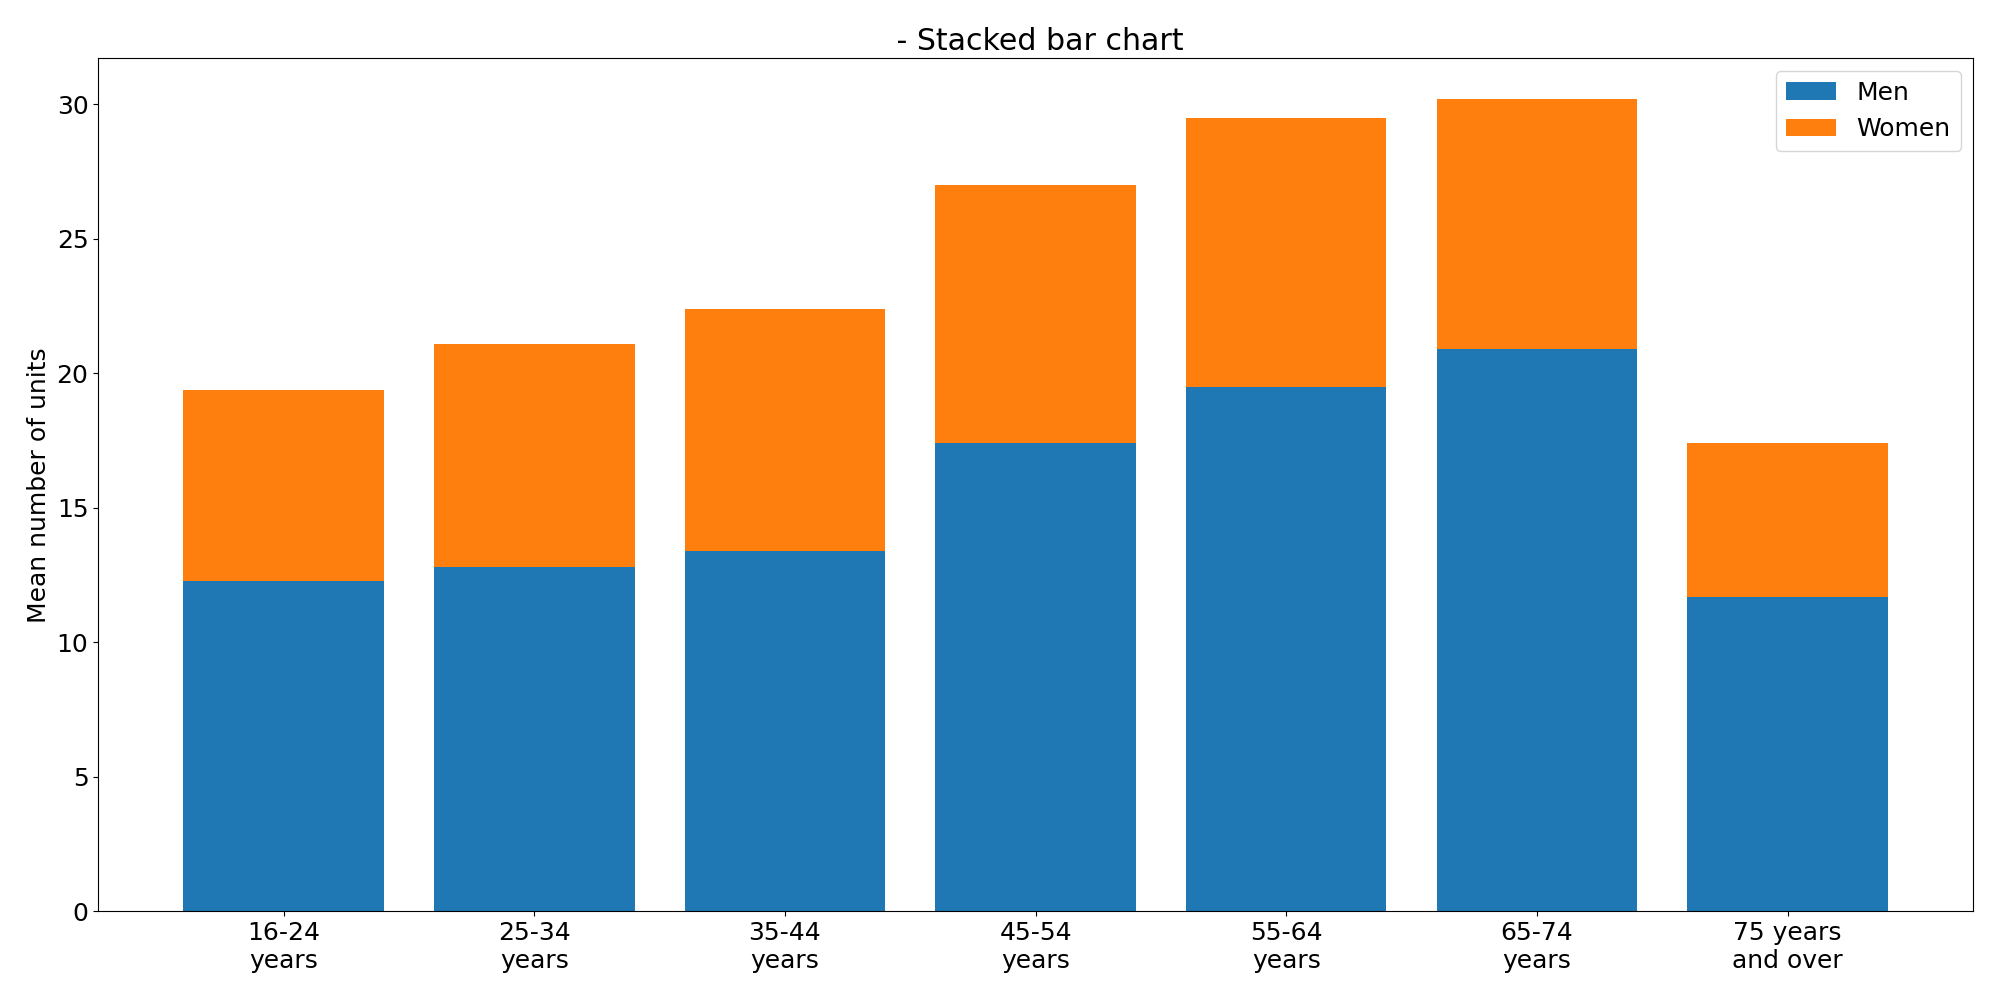 - Stacked bar chart
Mean number of units
30
25
20
15
10
5
0
Men
Women
16-24
years
25-34
years
35-44
years
45-54
years
55-64
years
65-74
years
75 years
and over